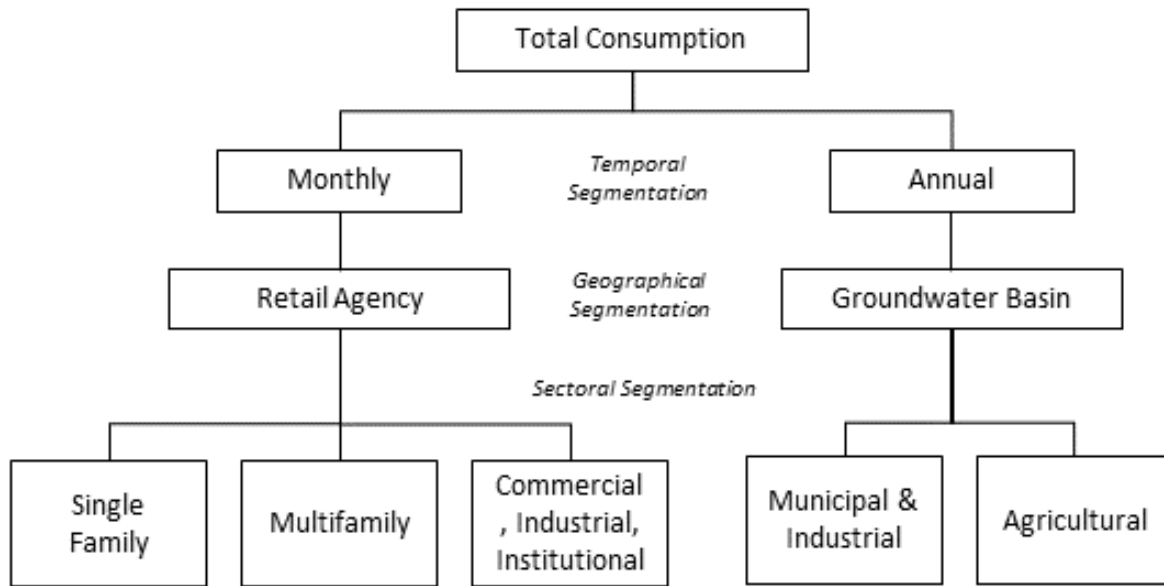 Total Consumption
Monthly
Temporal
Segmentation
Annual
Retail Agency
Geographical
Segmentation
Groundwater Basin
Sectoral Segmentation
Single
Family
Multifamily
Commercial
, Industrial,
Institutional
Municipal &
Industrial
Agricultural